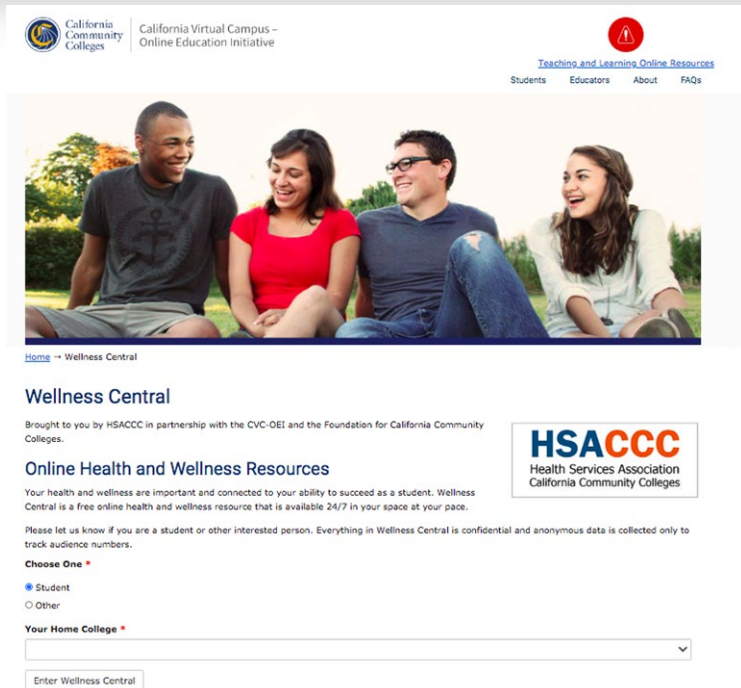 California
Community
Colleges
California Virtual Campus –
Online Education Initiative
Teaching and Learning Online Resources
Students Educators About FAQs
Home → Wellness Central
Wellness Central
Brought to you by HSACCC in partnership with the CVC-OEI and the Foundation for California Community
Colleges.
HSACCC
Health Services Association
California Community Colleges
Online Health and Wellness Resources
Your health and wellness are important and connected to your ability to succeed as a student. Wellness
Central is a free online health and wellness resource that is available 24/7 in your space at your pace.
Please let us know if you are a student or other interested person. Everything in Wellness Central is confidential and anonymous data is collected only to
track audience numbers.
Choose One *
Student
Other
Your Home College *
Enter Wellness Central